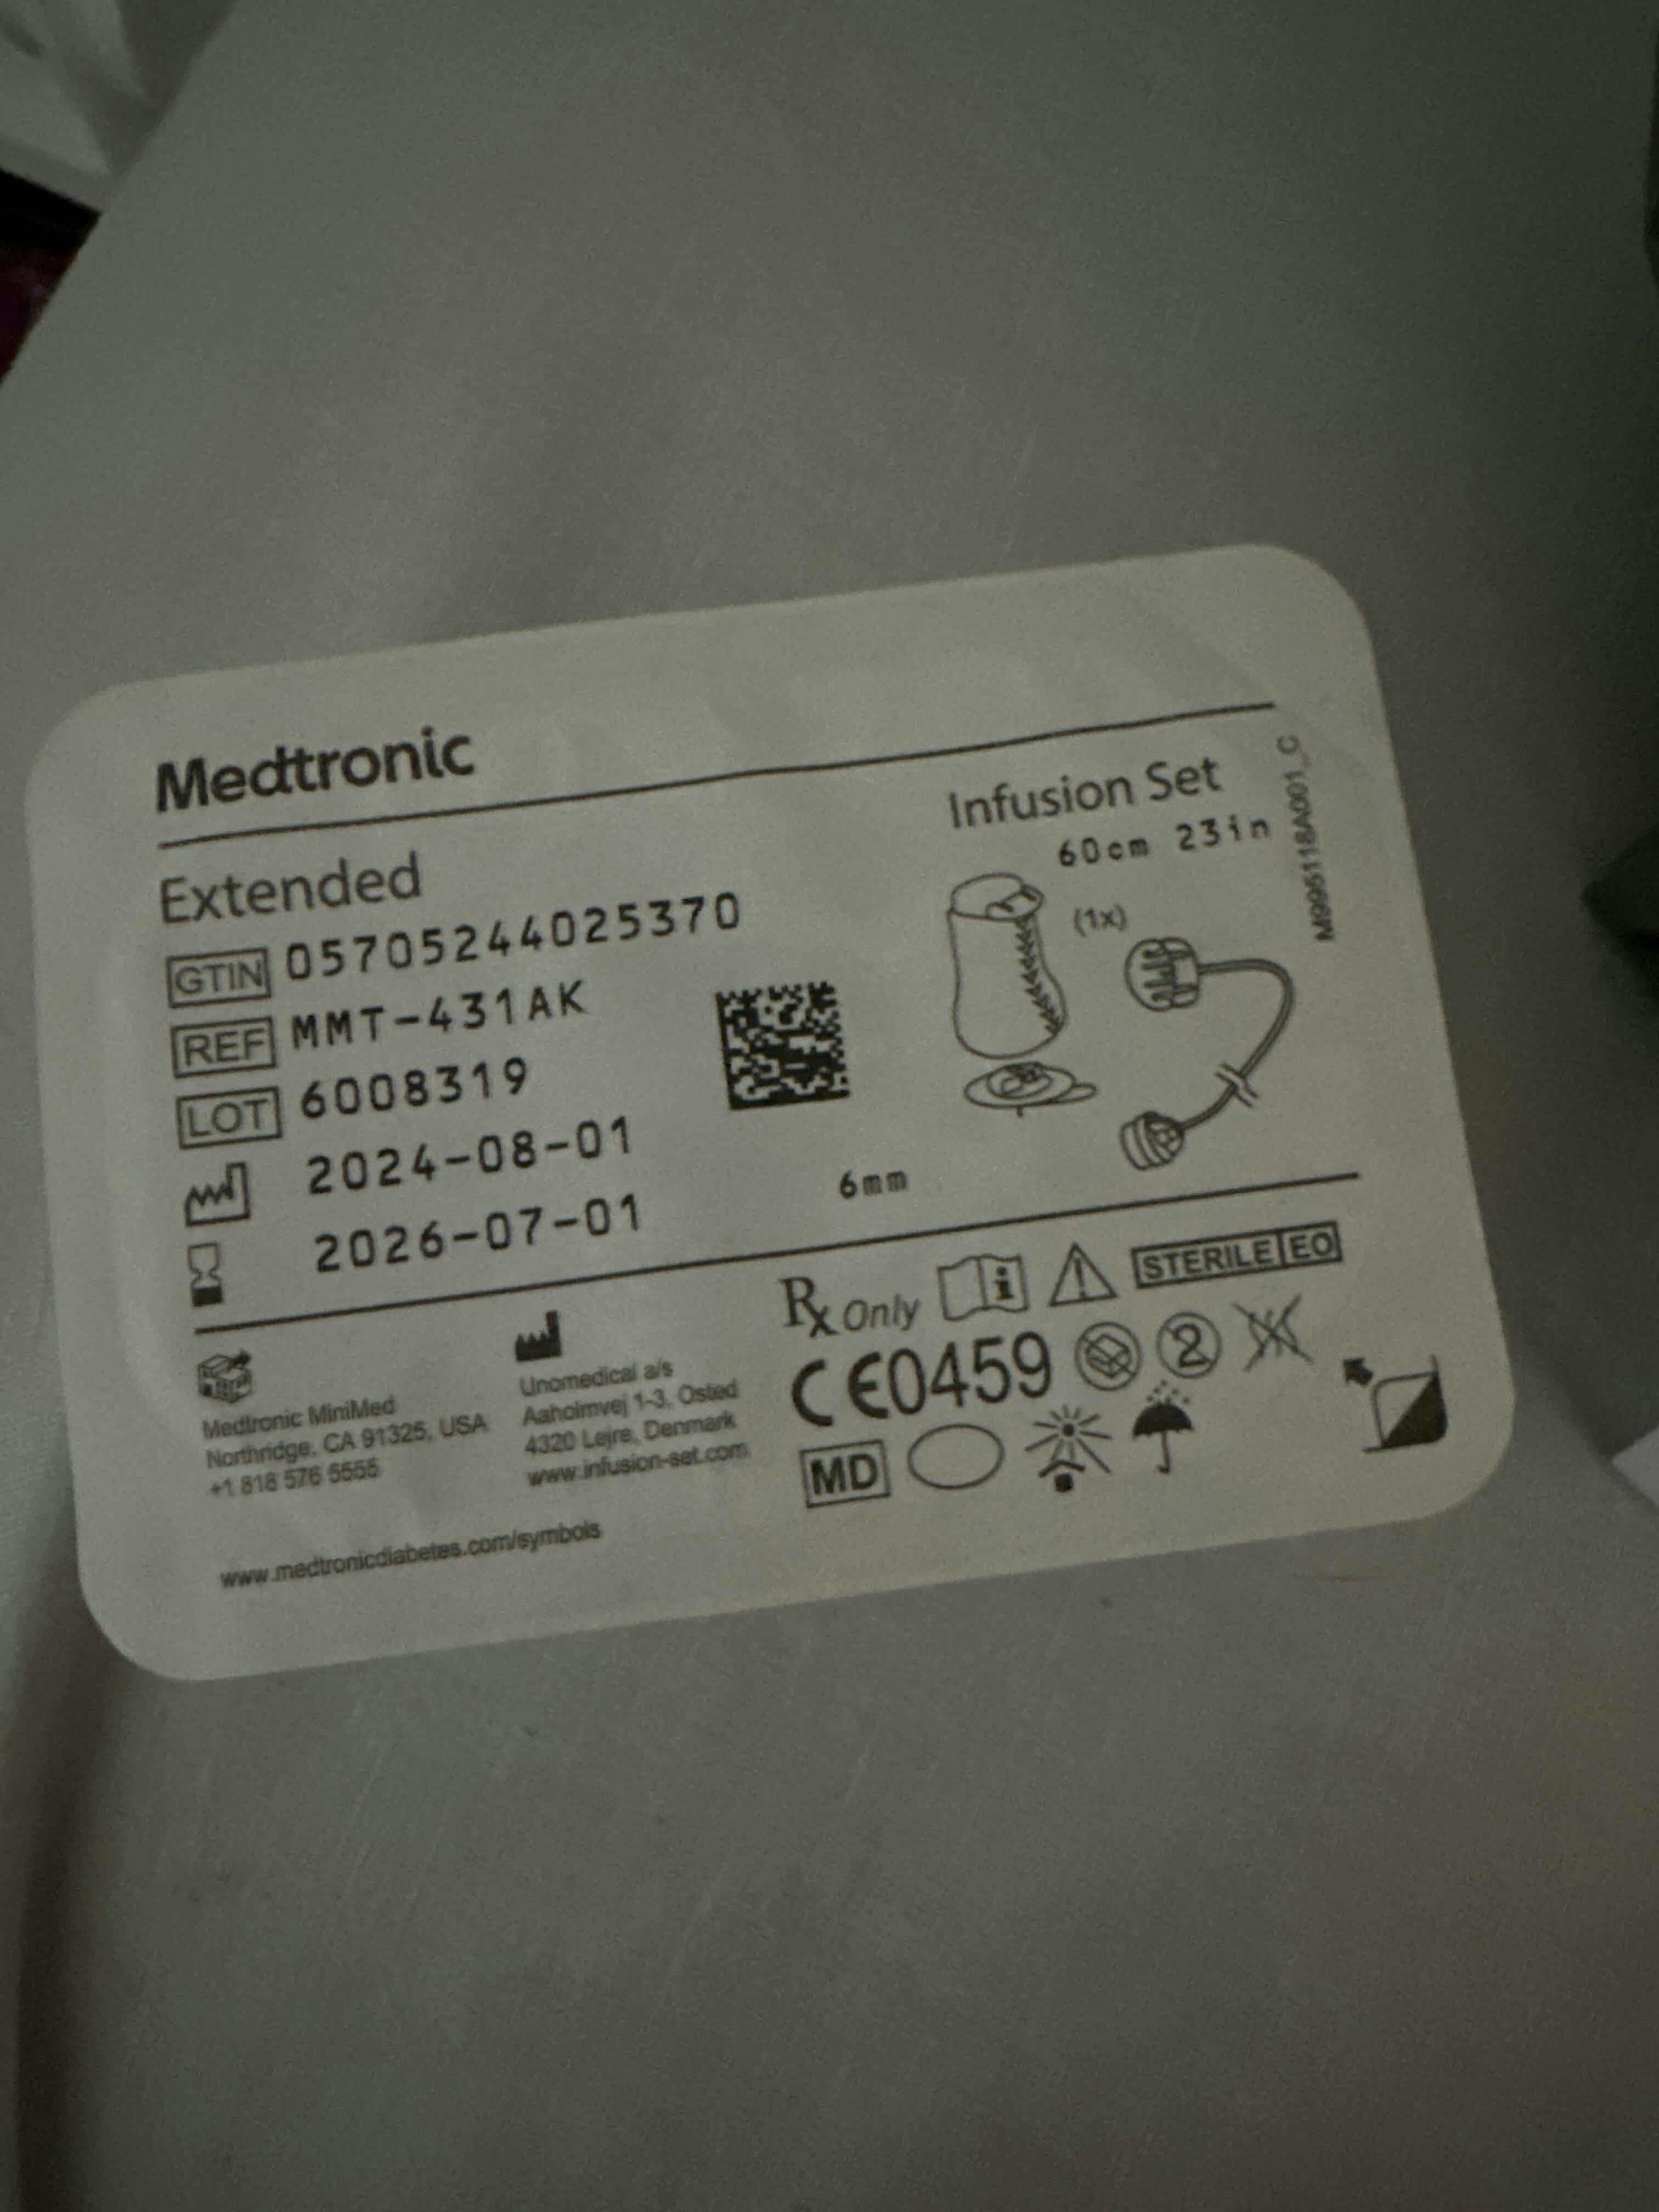 Medtronic
Extended
GTIN 05705244025370
REF MMT-431AK
LOT 6008319
2024-08-01
2026-07-01
Infusion Set
60cm 23in
(1x)
6mm
M995118A001_C
Medtronic MiniMed
Northridge, CA 91325, USA
+1 818 576 5555
Unomedical a/s
Aaholmvej 1-3, Osted
4320 Lejre, Denmark
www.infusion-set.com
www.medtronicdiabetes.com/symbols
Rx Only
STERILE EO
CE0459
2
MD